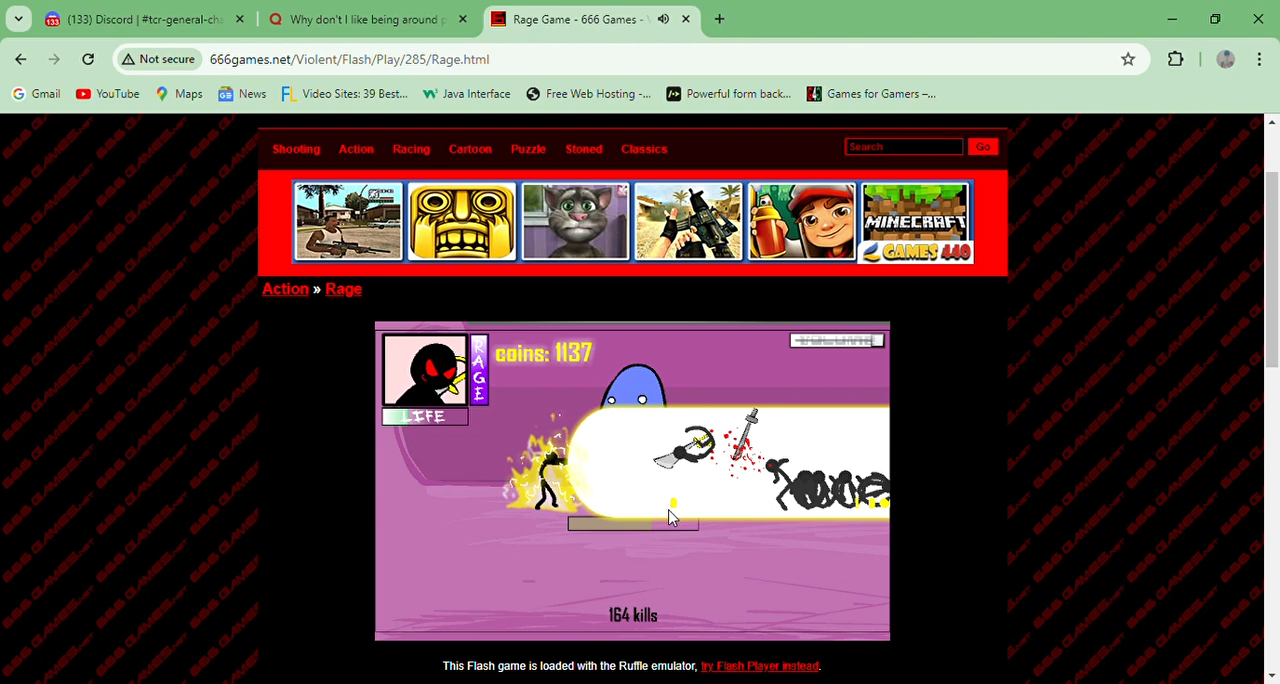 (133) Discord | #tcr-general-cha
Why don't I like being around p
Rage Game - 666 Games - V
Not secure
666games.net/Violent/Flash/Play/285/Rage.html
Gmail
YouTube
Maps
News
Video Sites: 39 Best...
Java Interface
Free Web Hosting -...
Powerful form back...
Games for Gamers –...
Shooting
Action
Racing
Cartoon
Puzzle
Stoned
Classics
Search
Go
MINECRAFT
GAMES 440
Action » Rage
RAGE
coins: 1137
VOLUME
LIFE
164 kills
This Flash game is loaded with the Ruffle emulator, try Flash Player instead.